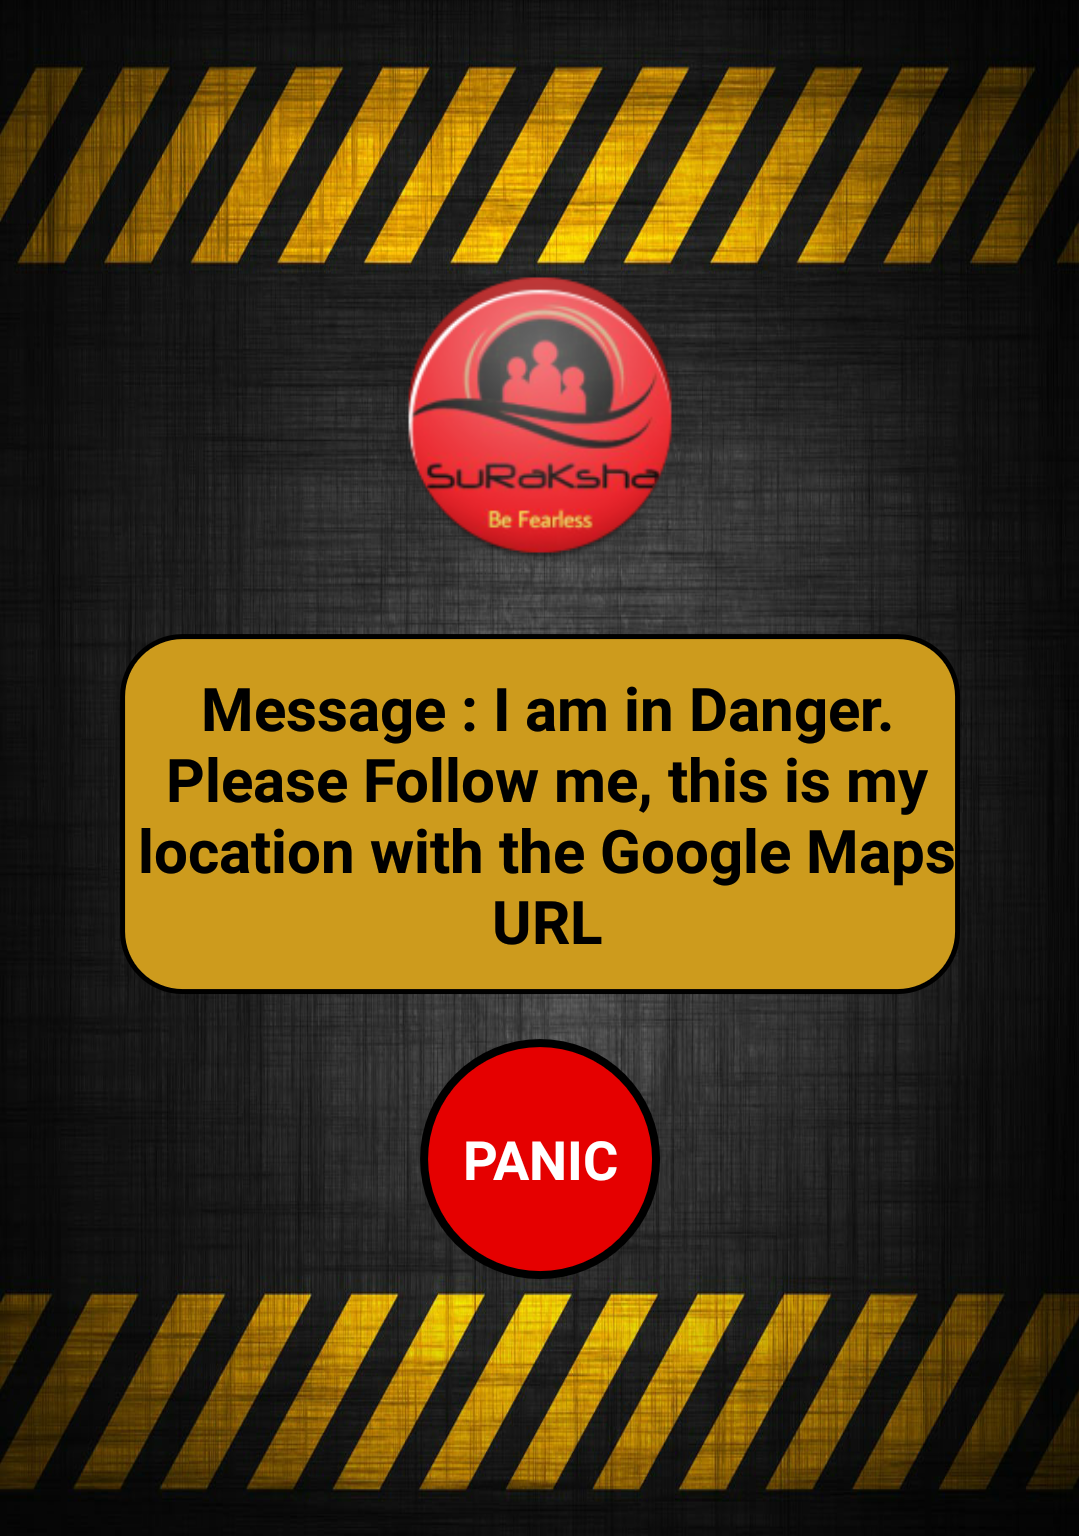 SuRaKsha
Be Fearless
Message : I am in Danger.
Please Follow me, this is my
location with the Google Maps
URL
PANIC